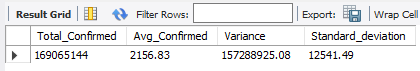 Result Grid Filter Rows: Export: Wrap Cell
Total_Confirmed Avg_Confirmed Variance Standard_deviation
169065144 2156.83 157288925.08 12541.49